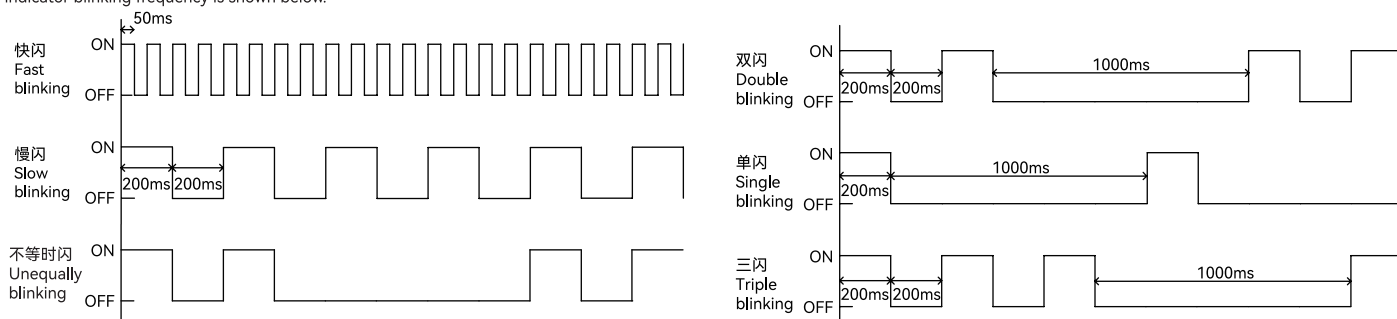 indicator blinking frequency is shown below.
50ms
快闪
Fast
blinking
ON
OFF
慢闪
Slow
blinking
ON
OFF
200ms
200ms
不等时闪
Unequally
blinking
ON
OFF
双闪
Double
blinking
ON
OFF
200ms
200ms
1000ms
单闪
Single
blinking
ON
OFF
200ms
1000ms
三闪
Triple
blinking
ON
OFF
200ms
200ms
1000ms